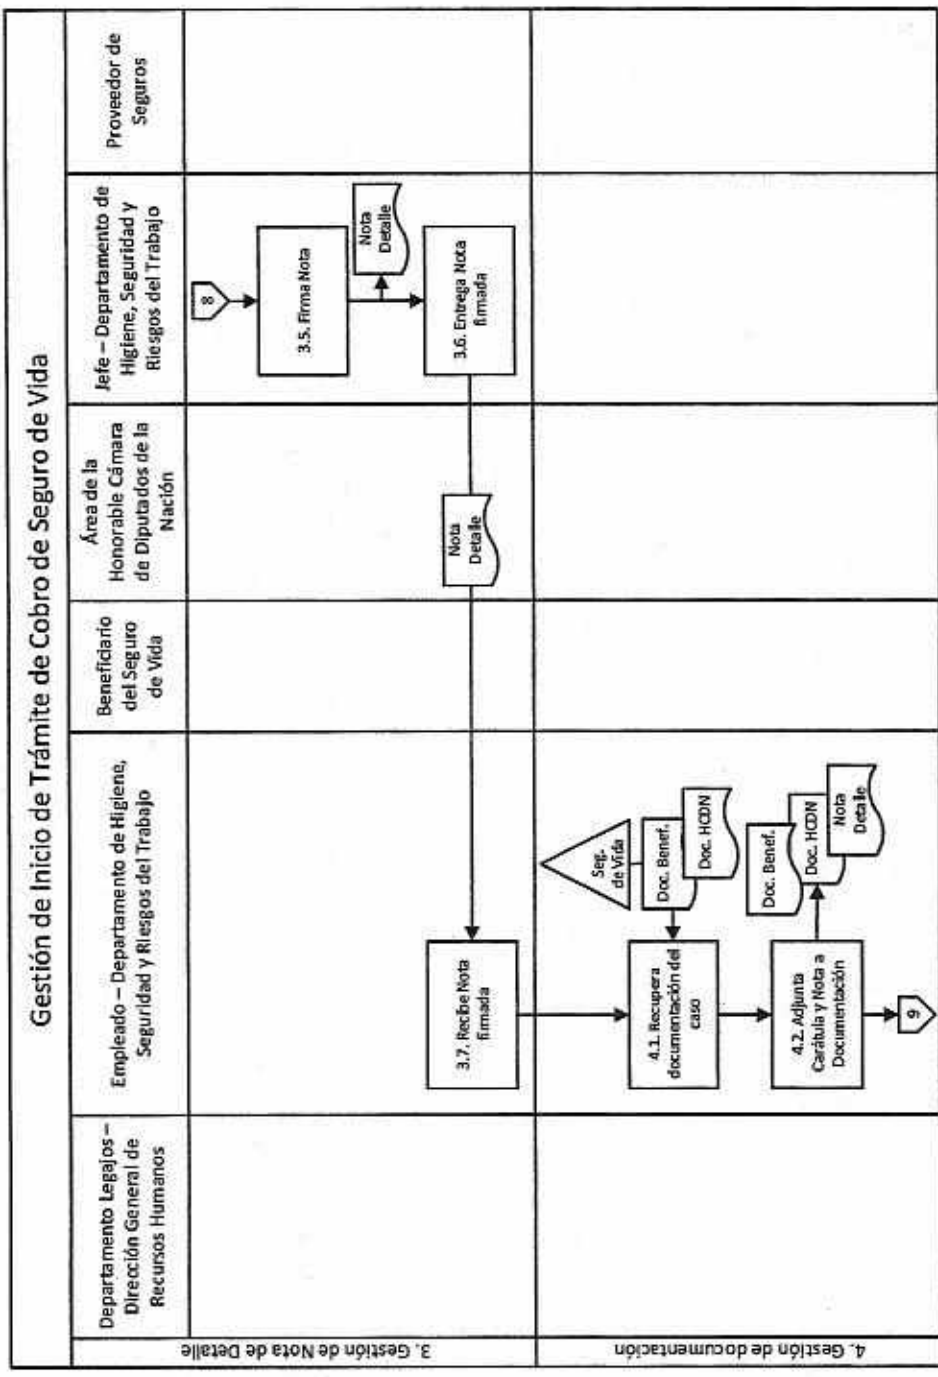 Gestión de Inicio de Trámite de Cobro de Seguro de Vida
Departamento Legajos –
Dirección General de
Recursos Humanos
Empleado – Departamento de Higiene,
Seguridad y Riesgos del Trabajo
Beneficiario
del Seguro
de Vida
Área de la
Honorable Cámara
de Diputados de la
Nación
Jefe – Departamento de
Higiene, Seguridad y
Riesgos del Trabajo
Proveedor de
Seguros
3. Gestión de Nota de Detalle
8
3.5. Firma Nota
Nota
Detalle
3.6. Entrega Nota
firmada
Nota
Detalle
3.7. Recibe Nota
firmada
4. Gestión de documentación
Seg.
de Vida
Doc. Benef.
Doc. HCDN
4.1. Recupera
documentación del
caso
Doc. Benef.
Doc. HCDN
Nota
Detalle
4.2. Adjunta
Carátula y Nota a
Documentación
9